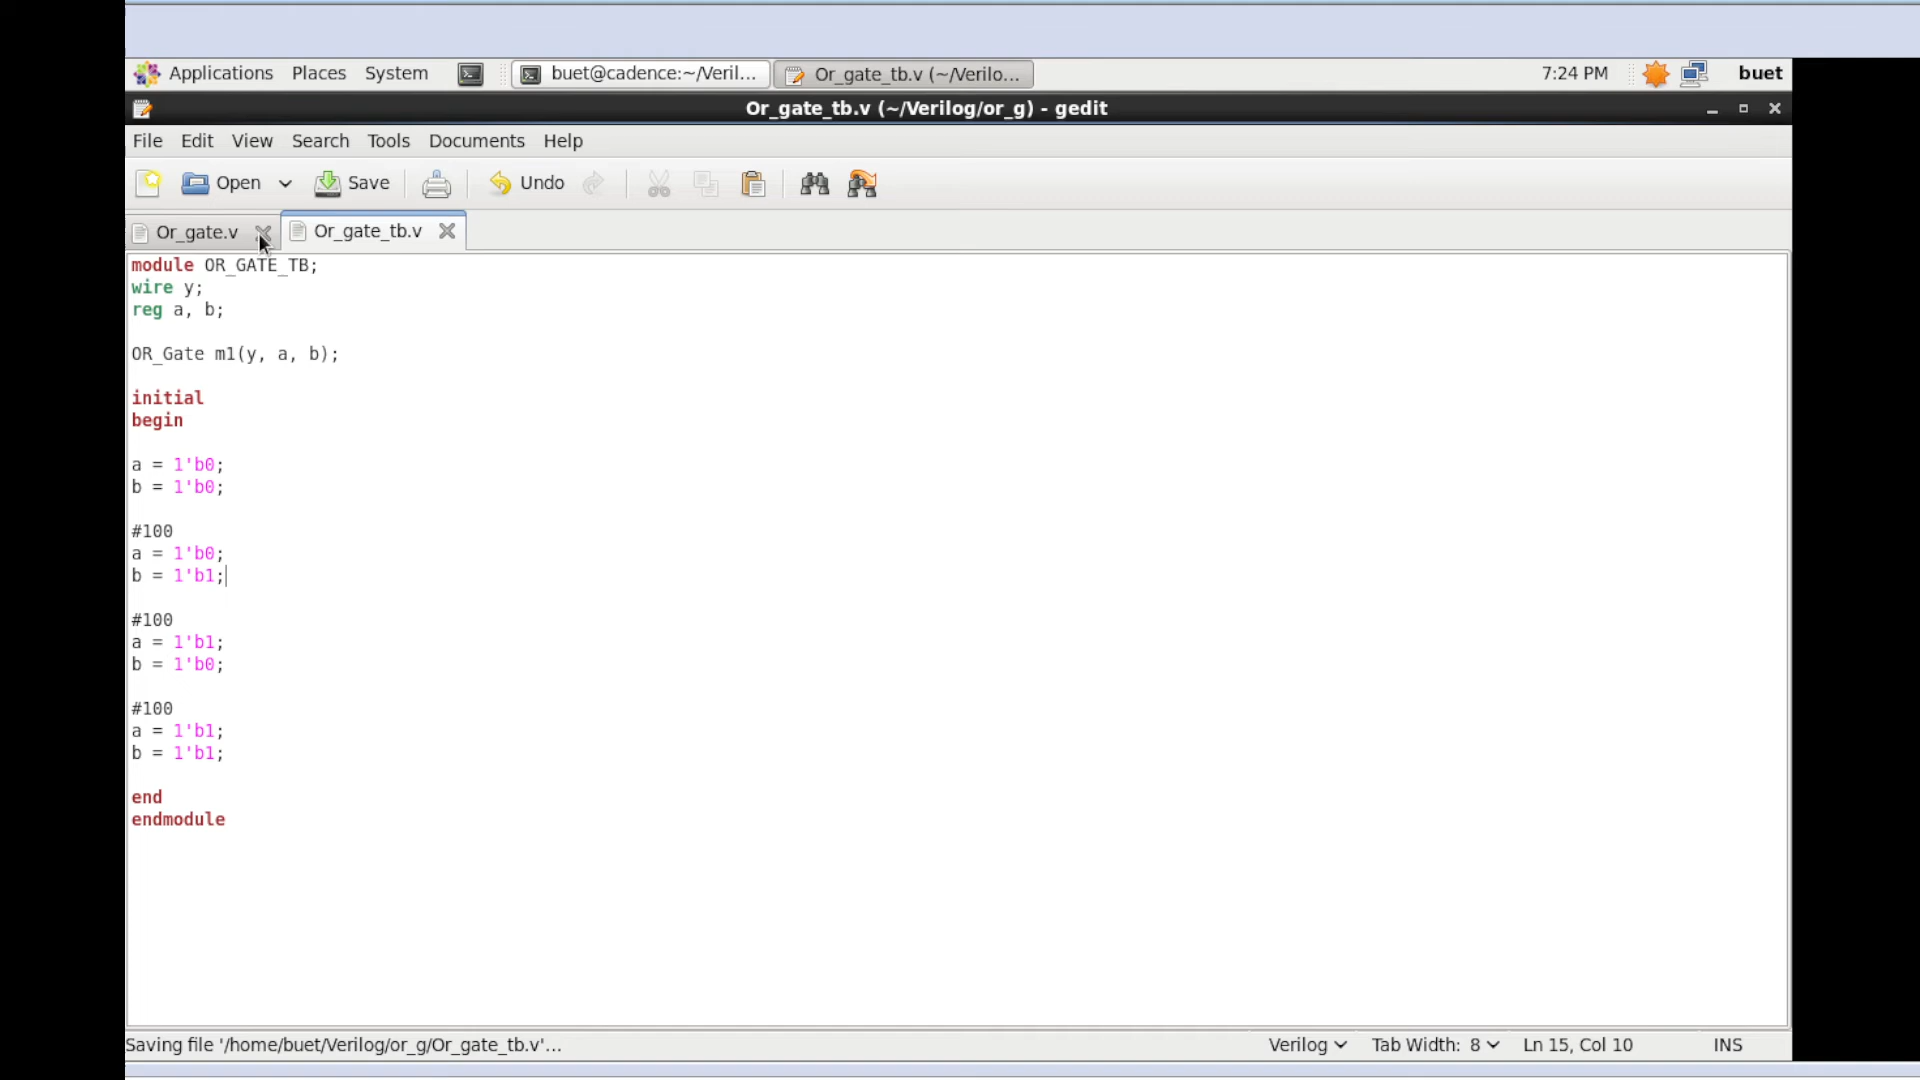 Applications Places System buet@cadence:~/Veril... Or_gate_tb.v (~/Verilo... 7:24 PM buet
Or_gate_tb.v (~/Verilog/or_g) - gedit
File Edit View Search Tools Documents Help
Open Save Undo
Or_gate.v Or_gate_tb.v
module OR_GATE_TB;
wire y;
reg a, b;
OR_Gate m1(y, a, b);
initial
begin
a = 1'b0;
b = 1'b0;
#100
a = 1'b0;
b = 1'b1;
#100
a = 1'b1;
b = 1'b0;
#100
a = 1'b1;
b = 1'b1;
end
endmodule
Saving file '/home/buet/Verilog/or_g/Or_gate_tb.v'... Verilog Tab Width: 8 Ln 15, Col 10 INS